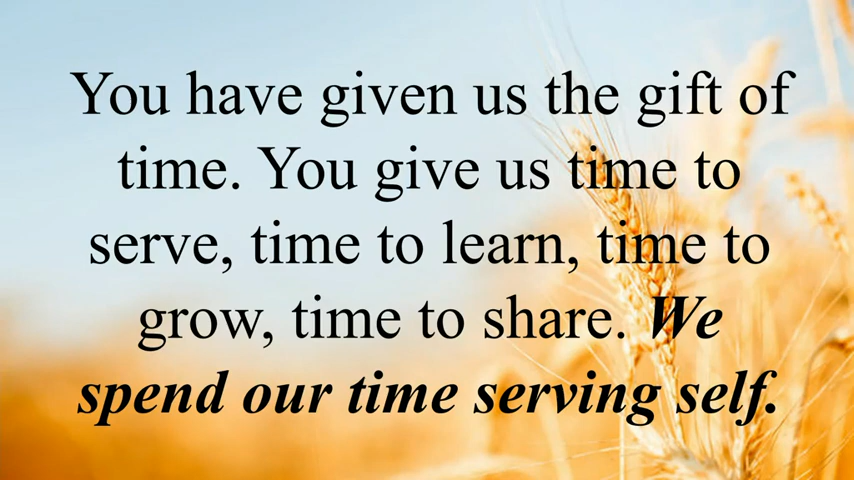 You have given us the gift of
time. You give us time to
serve, time to learn, time to
grow, time to share. We
spend our time serving self.